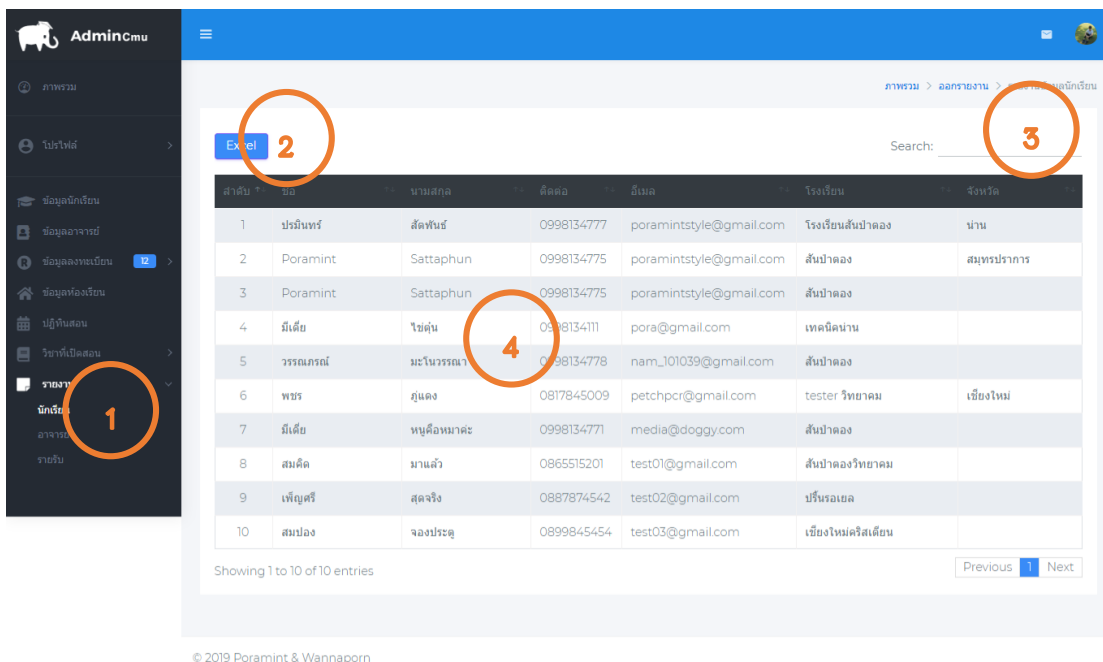 AdminCmu
ภาพรวม
โปรไฟล์
ข้อมูลนักเรียน
ข้อมูลอาจารย์
ข้อมูลลงทะเบียน 12
ข้อมูลห้องเรียน
ปฏิทินสอน
วิชาที่เปิดสอน
รายงาน
นักเรียน
อาจารย์
รายรับ
1
ภาพรวม > ออกรายงาน >
Excel
2
Search:
3
ลำดับ ชื่อ นามสกุล ติดต่อ อีเมล โรงเรียน จังหวัด
1 ปรมินทร์ สัตพันธ์ 0998134777 poramintstyle@gmail.com โรงเรียนสันป่าตอง น่าน
2 Poramint Sattaphun 0998134775 poramintstyle@gmail.com สันป่าตอง สมุทรปราการ
3 Poramint Sattaphun 0998134775 poramintstyle@gmail.com สันป่าตอง
4 มีเดีย ไข่ตุ๋น 0998134111 pora@gmail.com เทคนิคน่าน
4
5 วรรณภรณ์ มะโนวรรณา 0998134778 nam_101039@gmail.com สันป่าตอง
6 พชร ภู่แดง 0817845009 petchpcr@gmail.com tester วิทยาคม เชียงใหม่
7 มีเดีย หนูคือหมาค่ะ 0998134771 media@doggy.com สันป่าตอง
8 สมคิด มาแล้ว 0865515201 test01@gmail.com สันป่าตองวิทยาคม
9 เพ็ญศรี สุดจริง 0887874542 test02@gmail.com ปริ้นรอเยล
10 สมปอง จองประตู 0899845454 test03@gmail.com เชียงใหม่คริสเตียน
Showing 1 to 10 of 10 entries
Previous 1 Next
© 2019 Poramint & Wannaporn